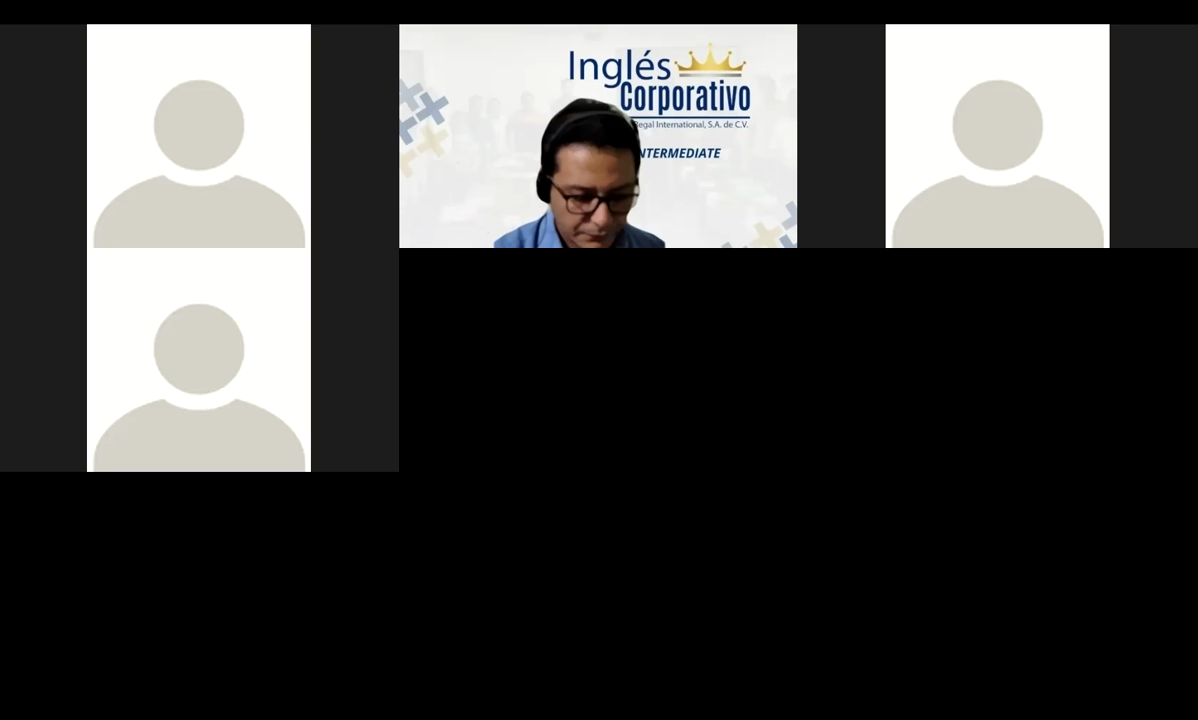 Inglés
Corporativo
Regal International, S.A. de C.V.
INTERMEDIATE